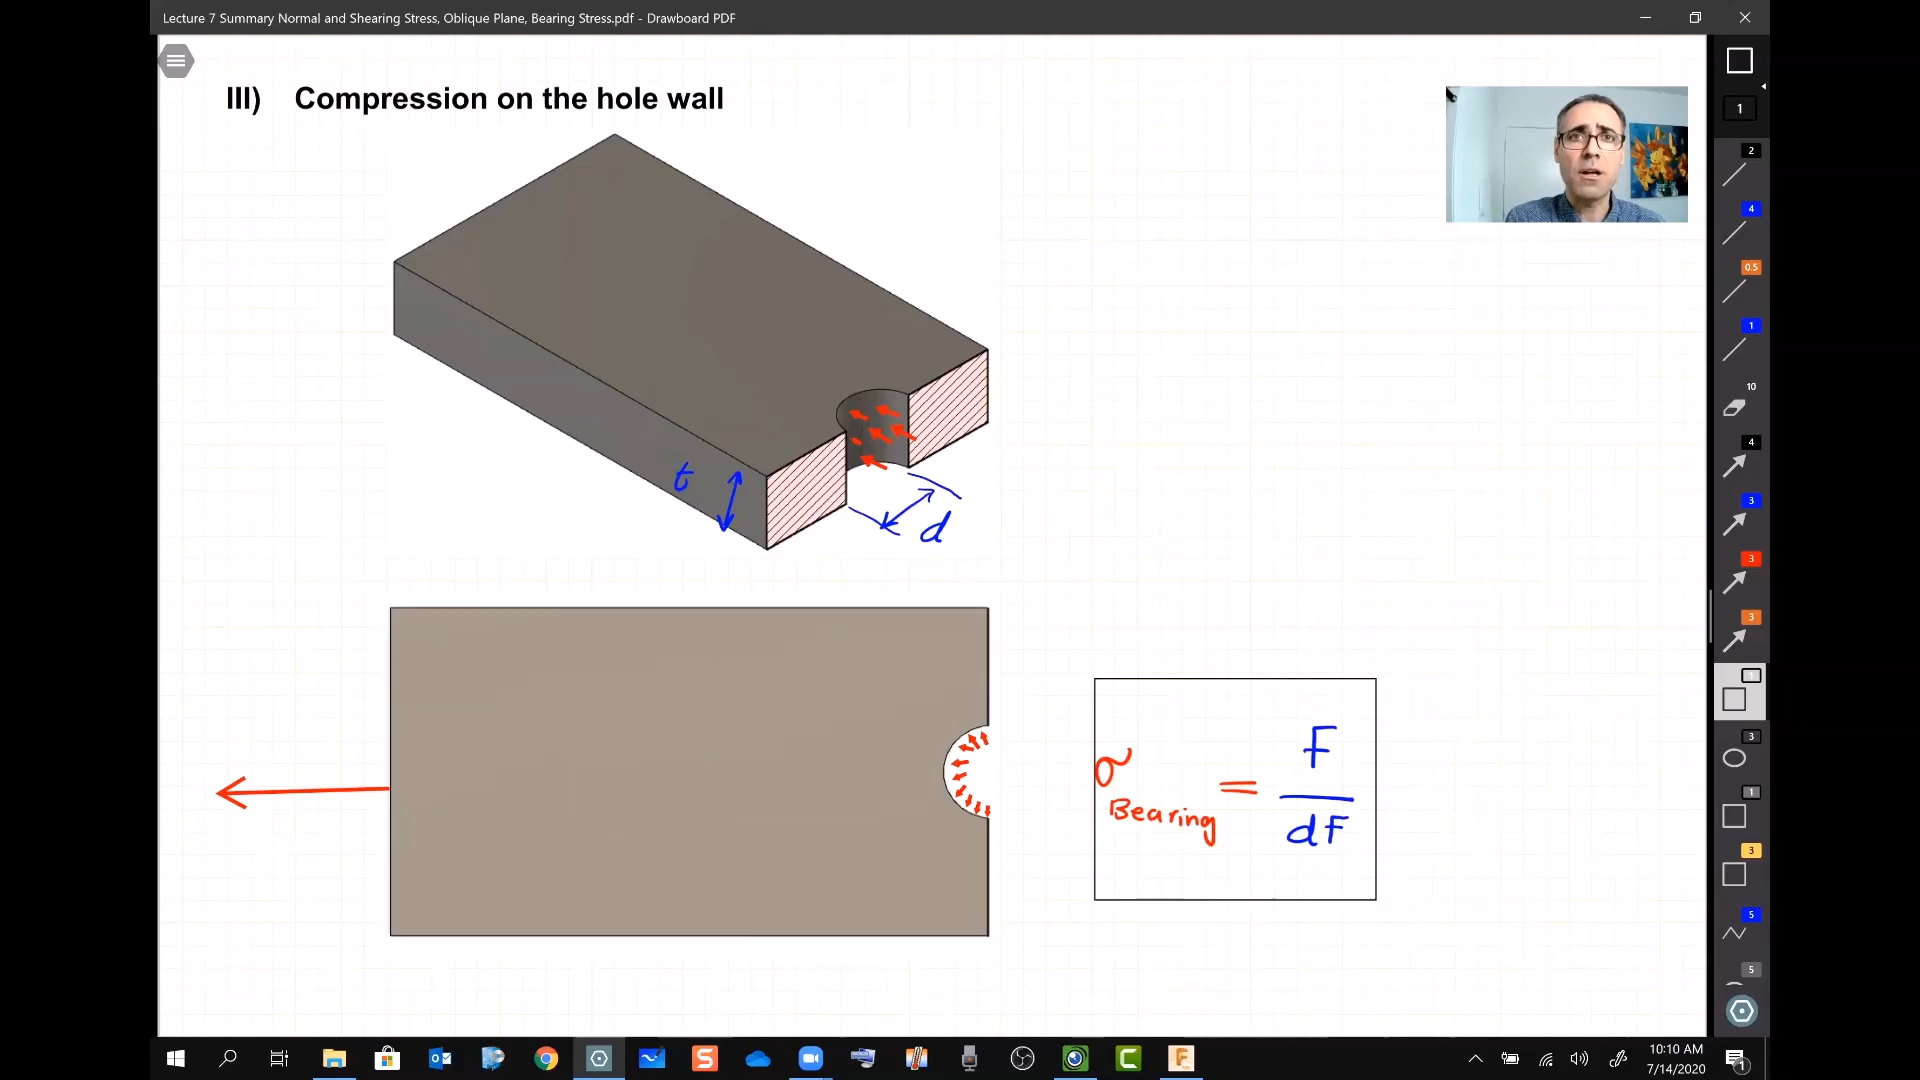 Lecture 7 Summary Normal and Shearing Stress, Oblique Plane, Bearing Stress.pdf - Drawboard PDF
III) Compression on the hole wall
1
2
4
0.5
1
10
4
3
3
3
t
d
F
σ
=
Bearing
dF
1
3
1
3
5
5
10:10 AM
7/14/2020
1